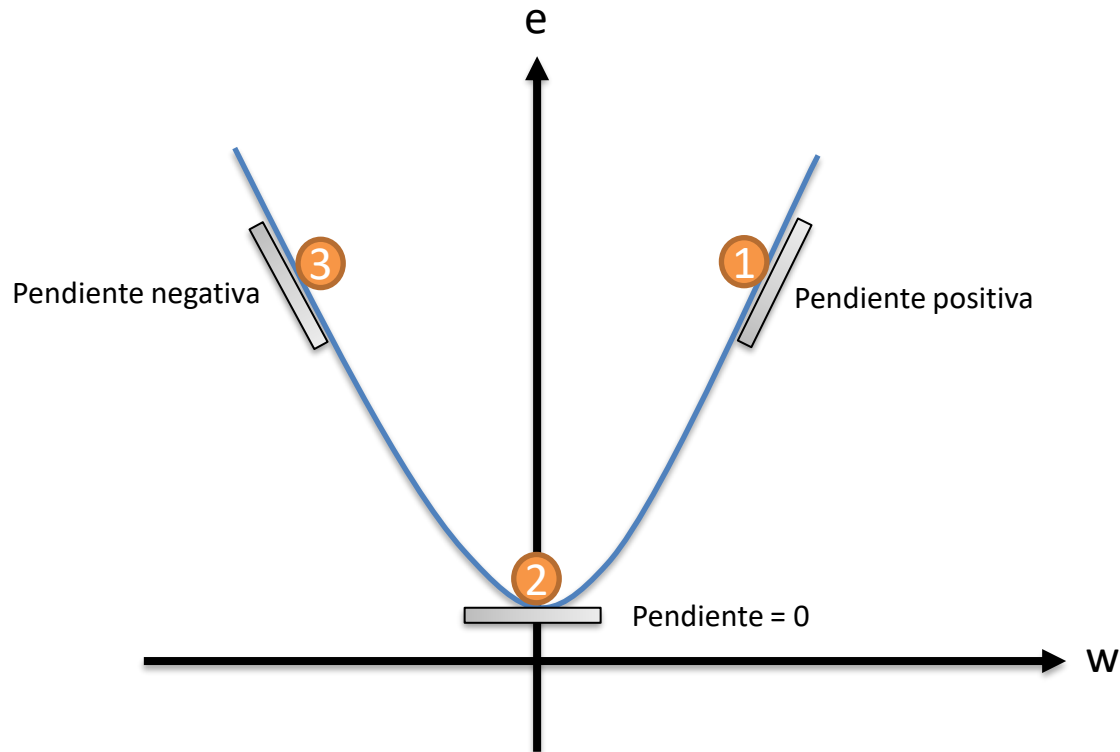 e
3
1
Pendiente negativa
Pendiente positiva
2
Pendiente = 0
w